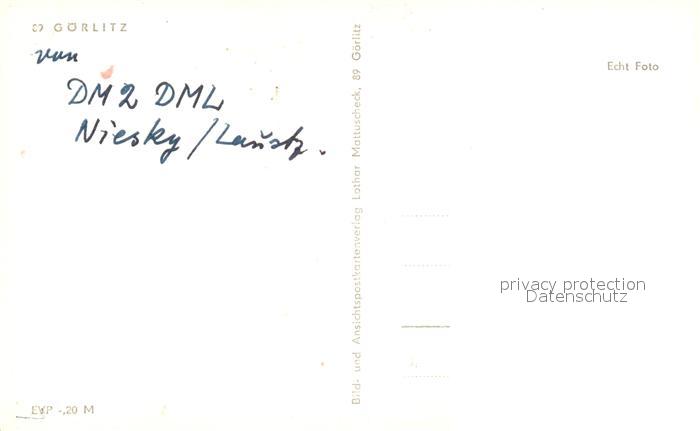 89 GÖRLITZ
von
DM2 DML
Niesky/Lausitz.
EVP -,20 M
Bild- und Ansichtspostkartenverlag Lothar Mattuscheck, 89 Görlitz
Echt Foto
privacy protection
Datenschutz